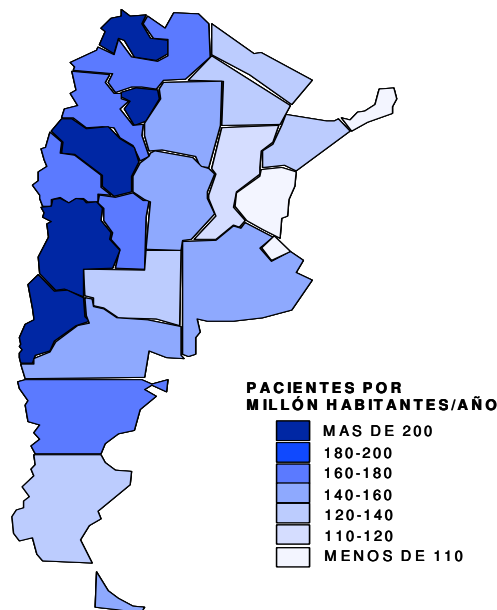 PACIENTES POR
MILLÓN HABITANTES/AÑO
MAS DE 200
180-200
160-180
140-160
120-140
110-120
MENOS DE 110